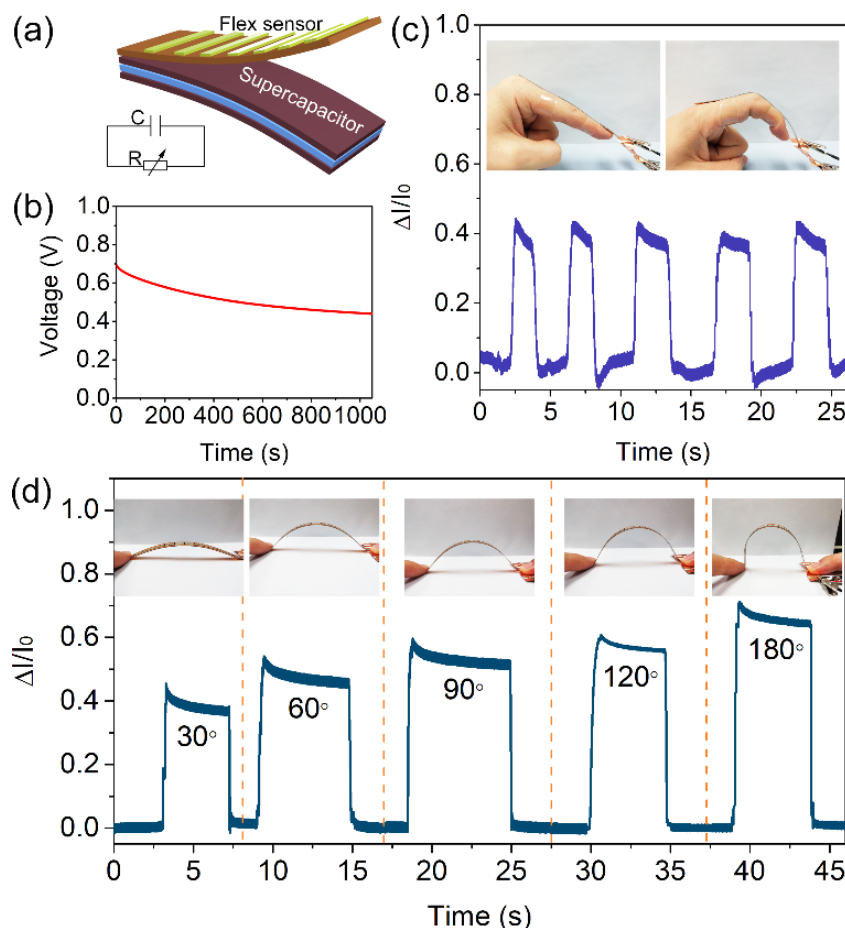 (a)
Flex sensor
Supercapacitor
C
R
(b)
1.0
0.8
0.6
0.4
0.2
0.0
Voltage (V)
0 200 400 600 800 1000
Time (s)
(c)
1.0
0.8
0.6
0.4
0.2
0.0
ΔI/I₀
0 5 10 15 20 25
Time (s)
(d)
1.0
0.8
0.6
0.4
0.2
0.0
ΔI/I₀
30°
60°
90°
120°
180°
0 5 10 15 20 25 30 35 40 45
Time (s)